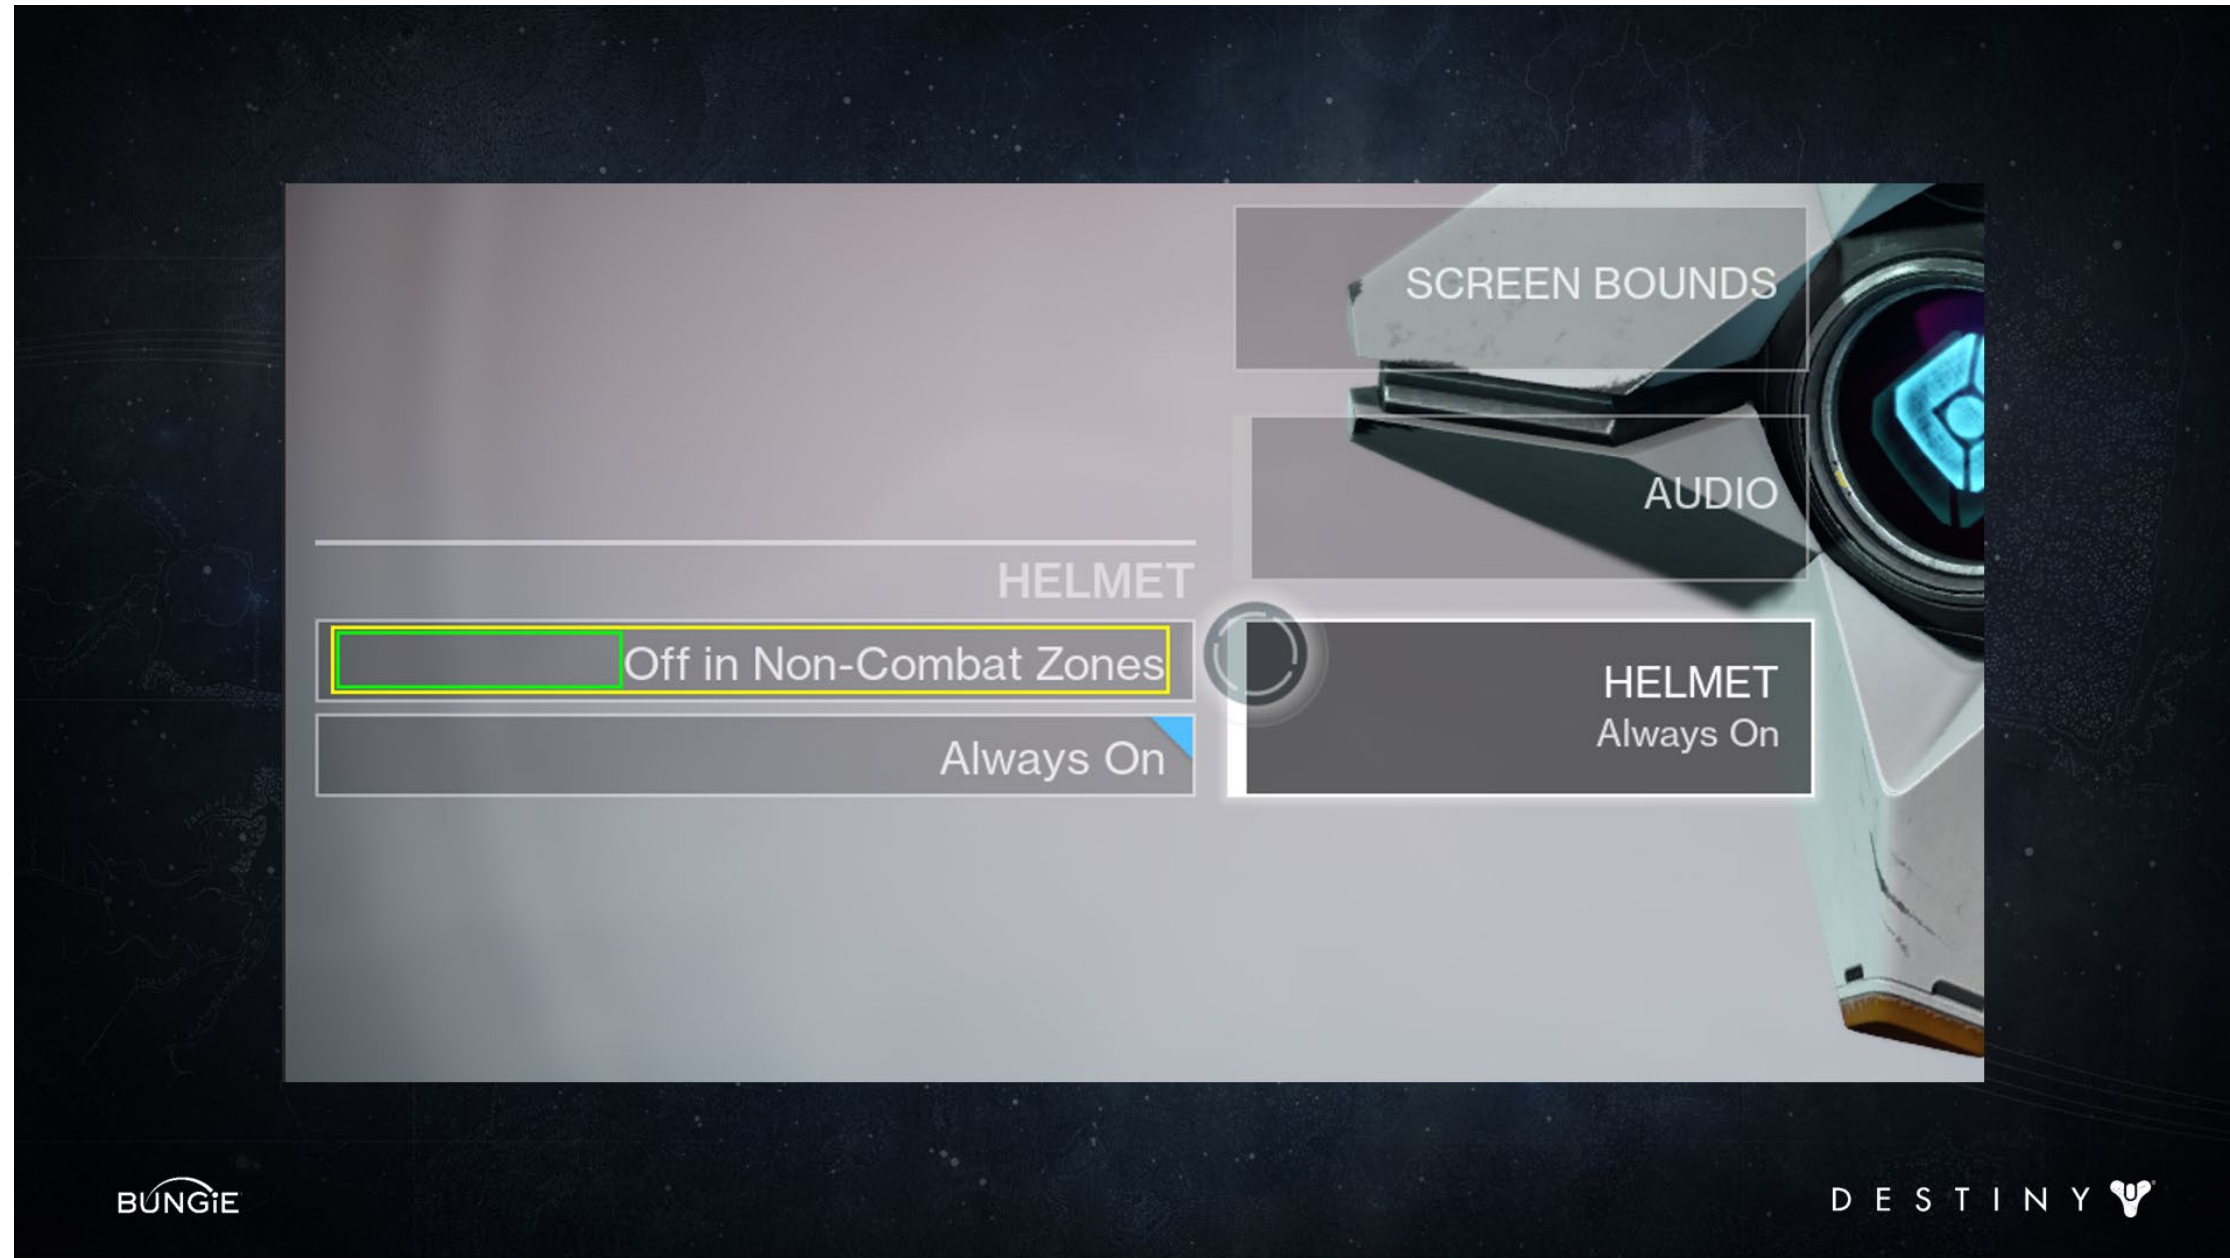 SCREEN BOUNDS
AUDIO
HELMET
Off in Non-Combat Zones
Always On
HELMET
Always On
BUNGiE
DESTINY